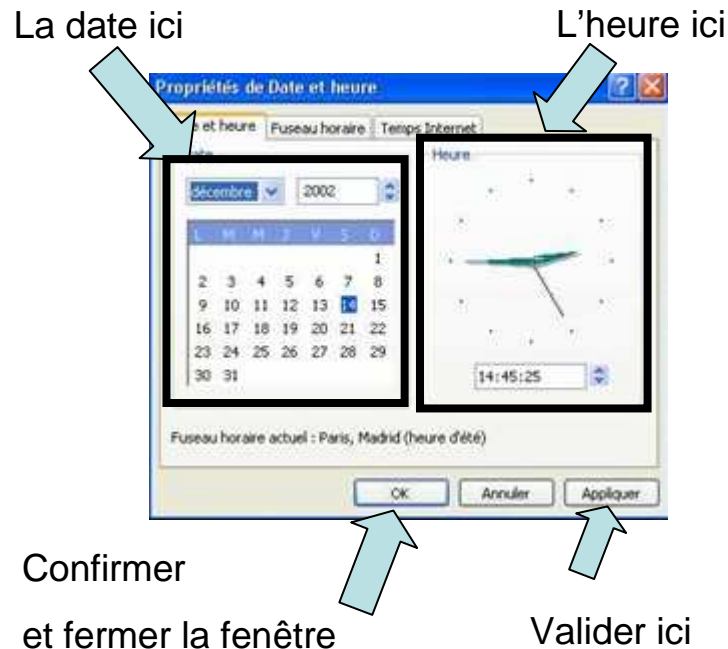 La date ici
L'heure ici
Propriétés de Date et heure
et heure Fuseau horaire Temps Internet
Heure
décembre 2002
L M M J V S D
1
2 3 4 5 6 7 8
9 10 11 12 13 14 15
16 17 18 19 20 21 22
23 24 25 26 27 28 29
30 31
14:45:25
Fuseau horaire actuel : Paris, Madrid (heure d'été)
OK Annuler Appliquer
Confirmer
et fermer la fenêtre
Valider ici